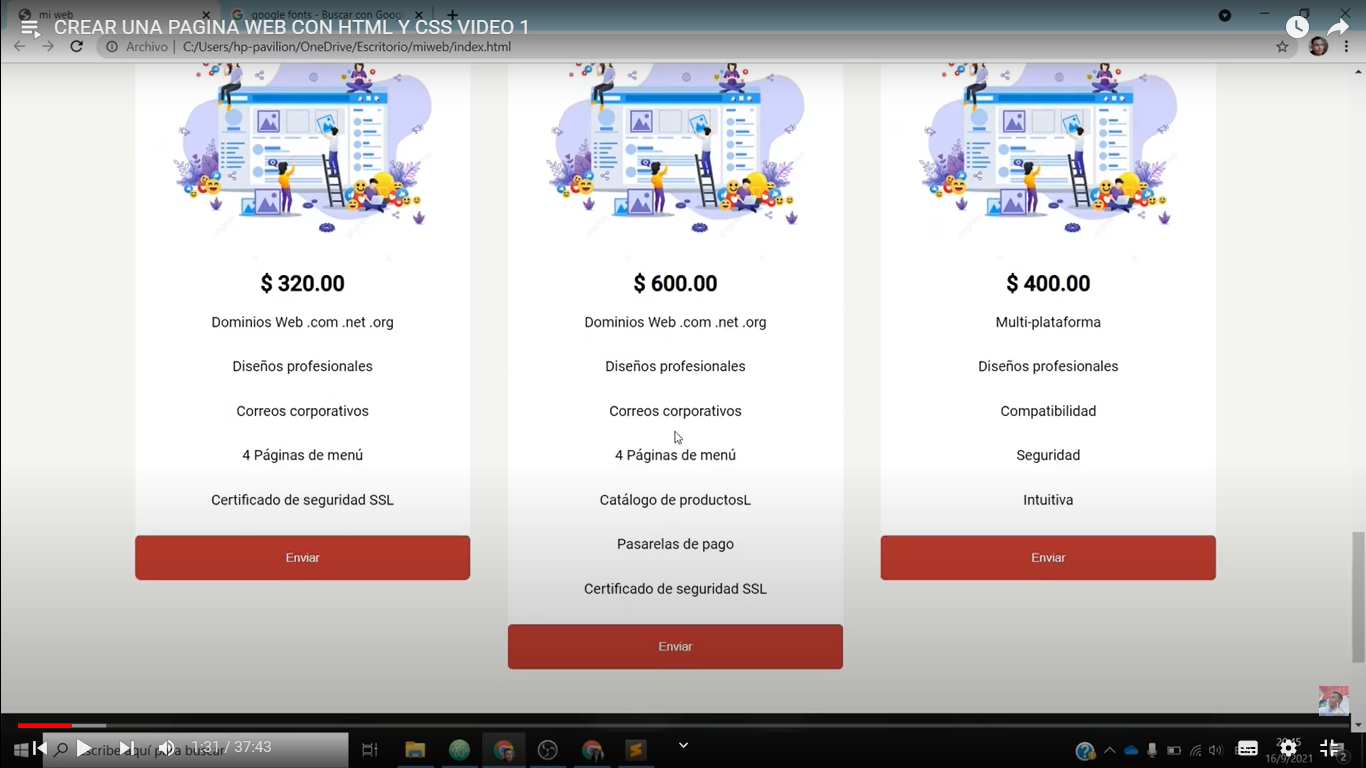 mi web
google fonts - Buscar con Googl
CREAR UNA PAGINA WEB CON HTML Y CSS VIDEO 1
Archivo
C:/Users/hp-pavilion/OneDrive/Escritorio/miweb/index.html
$ 320.00
Dominios Web .com .net .org
Diseños profesionales
Correos corporativos
4 Páginas de menú
Certificado de seguridad SSL
Enviar
$ 600.00
Dominios Web .com .net .org
Diseños profesionales
Correos corporativos
4 Páginas de menú
Catálogo de productosL
Pasarelas de pago
Certificado de seguridad SSL
Enviar
$ 400.00
Multi-plataforma
Diseños profesionales
Compatibilidad
Seguridad
Intuitiva
Enviar
1:31 / 37:43
scribe aquí para buscar
20:45
16/9/2021
2